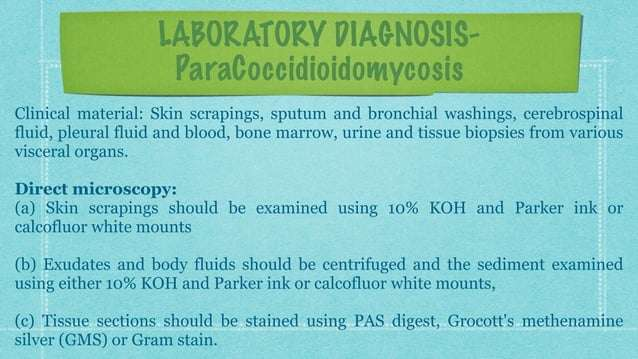 LABORATORY DIAGNOSIS-
ParaCoccidioidomycosis
Clinical material: Skin scrapings, sputum and bronchial washings, cerebrospinal
fluid, pleural fluid and blood, bone marrow, urine and tissue biopsies from various
visceral organs.
Direct microscopy:
(a) Skin scrapings should be examined using 10% KOH and Parker ink or
calcofluor white mounts
(b) Exudates and body fluids should be centrifuged and the sediment examined
using either 10% KOH and Parker ink or calcofluor white mounts,
(c) Tissue sections should be stained using PAS digest, Grocott's methenamine
silver (GMS) or Gram stain.